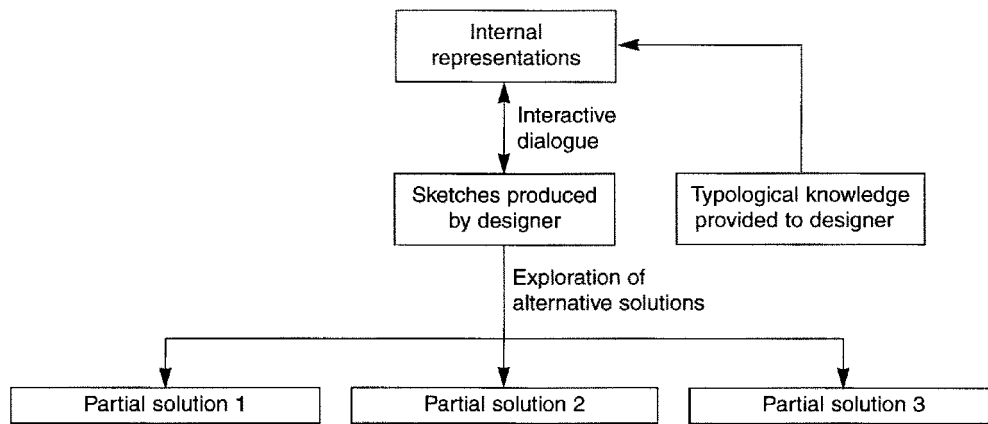 Internal
representations
Interactive
dialogue
Sketches produced
by designer
Typological knowledge
provided to designer
Exploration of
alternative solutions
Partial solution 1
Partial solution 2
Partial solution 3